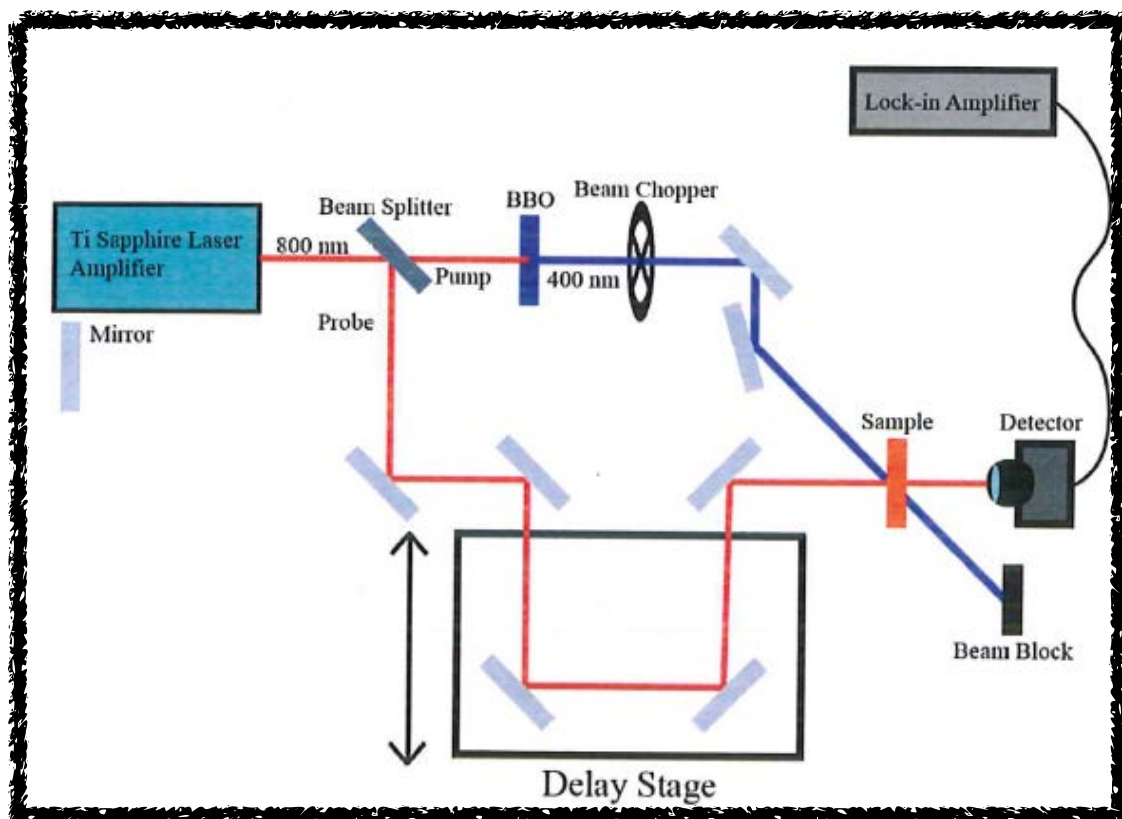 Lock-in Amplifier
Beam Chopper
BBO
Beam Splitter
Ti Sapphire Laser
Amplifier
800 nm
Pump
400 nm
Probe
Mirror
Sample
Detector
Beam Block
Delay Stage